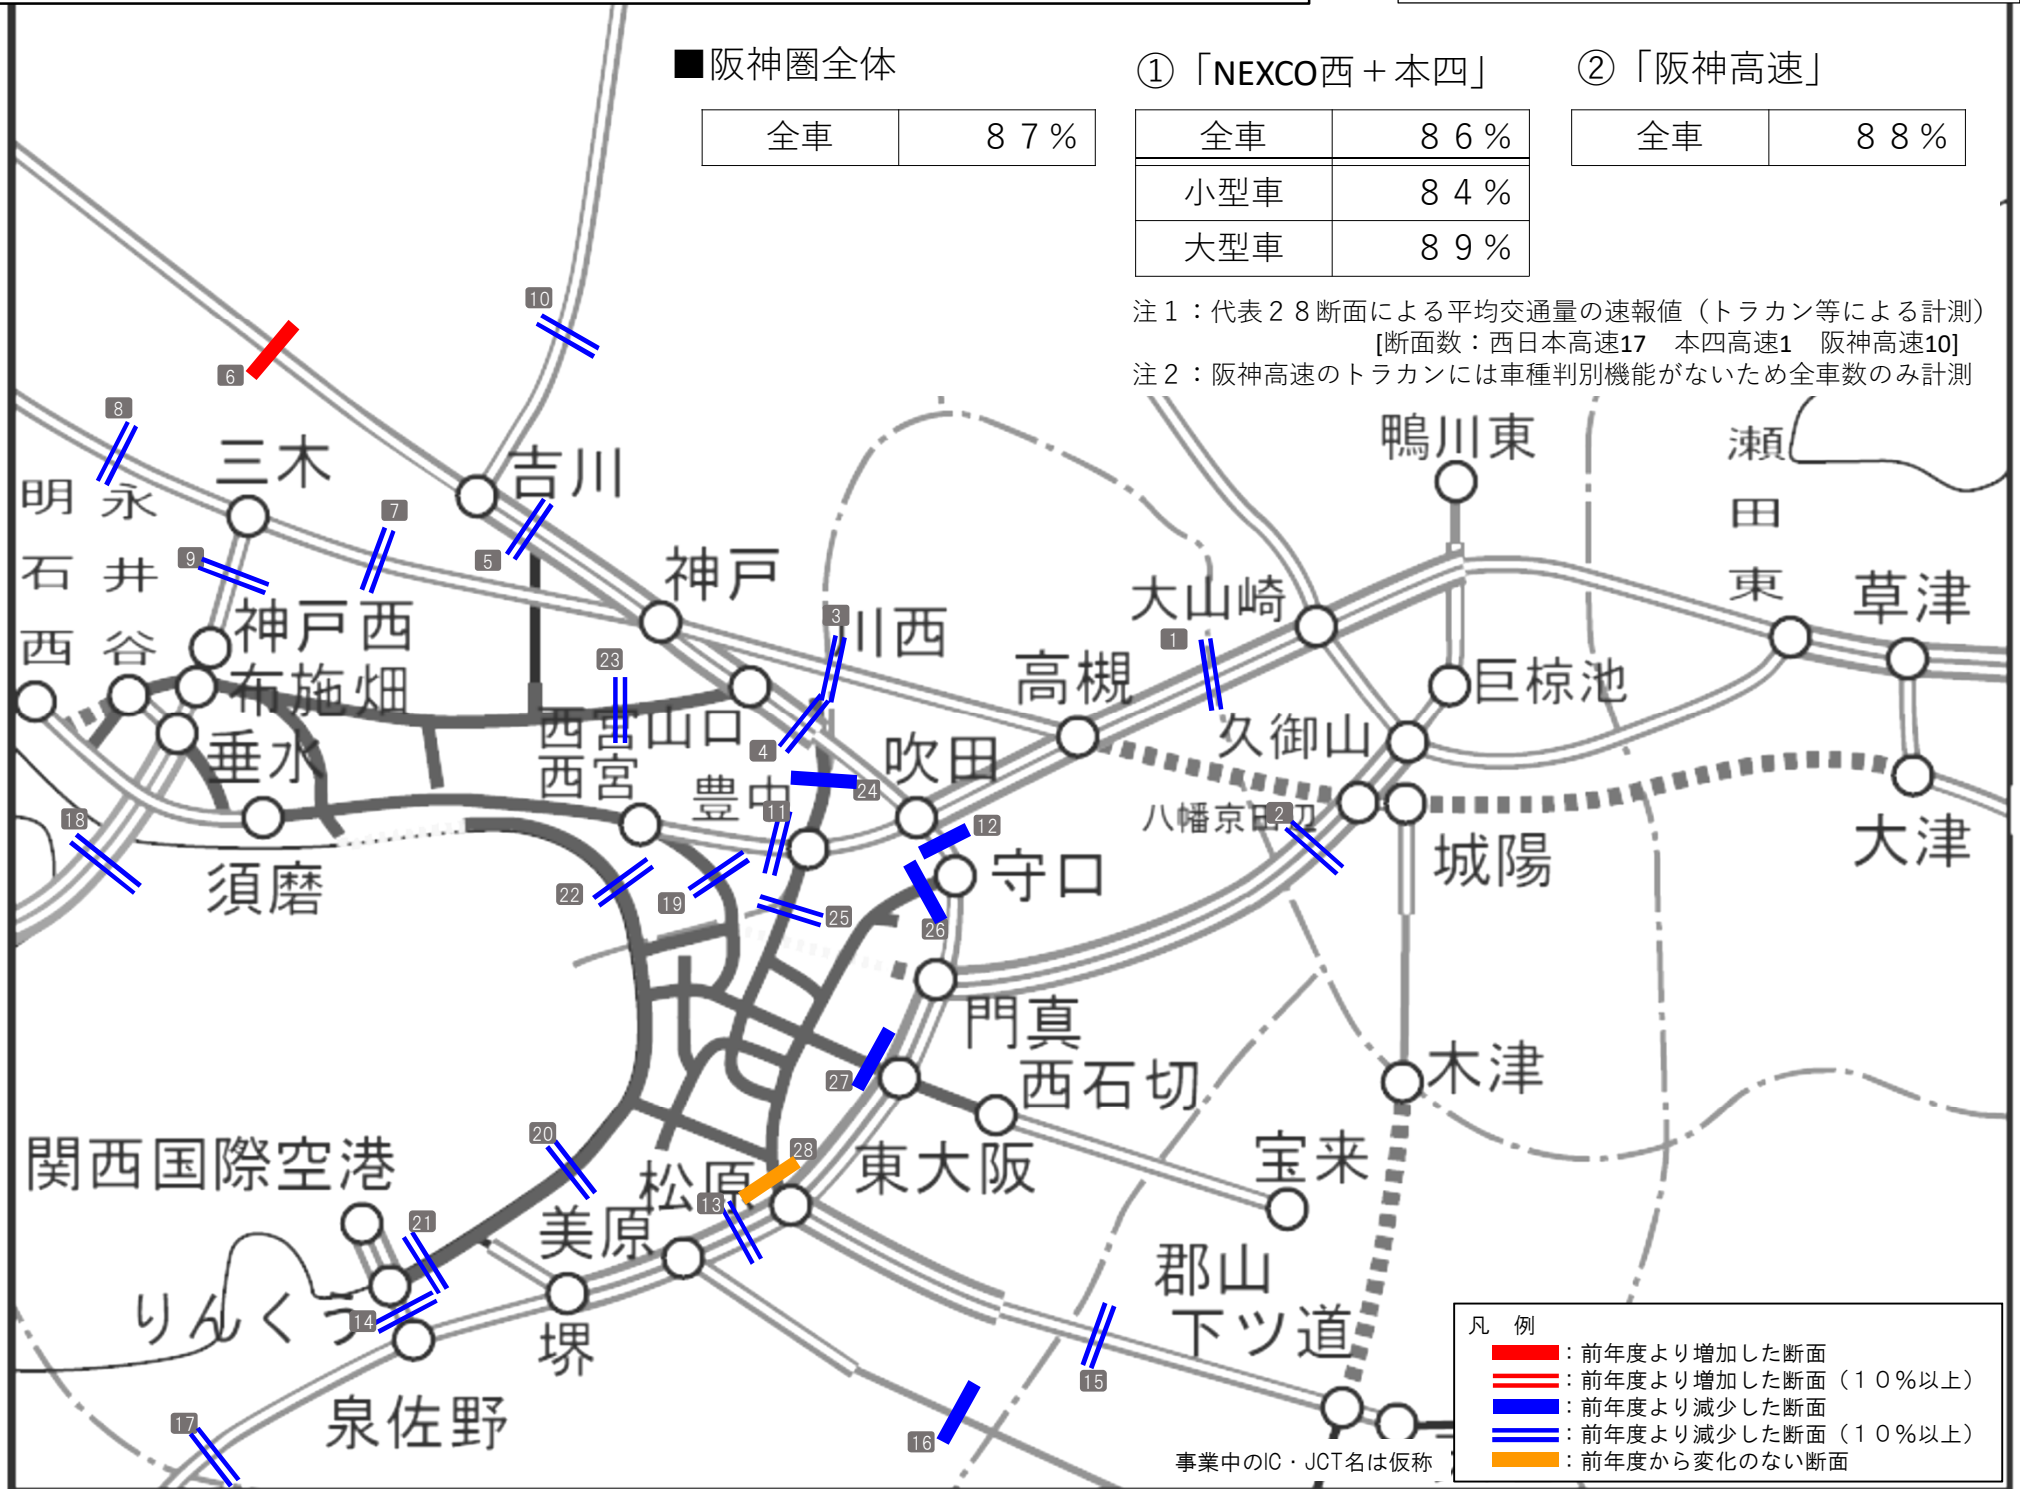 ■阪神圏全体
全車 ８７％
①「NEXCO西＋本四」
全車 ８６％
小型車 ８４％
大型車 ８９％
②「阪神高速」
全車 ８８％
注１：代表２８断面による平均交通量の速報値（トラカン等による計測）
[断面数：西日本高速17　本四高速1　阪神高速10]
注２：阪神高速のトラカンには車種判別機能がないため全車数のみ計測
10
6
8
三木
吉川
鴨川東
瀬田東
明石西
永井谷
7
9
5
神戸
大山崎
草津
神戸西
布施畑
23
3
川西
1
高槻
巨椋池
西宮山口
4
久御山
垂水
西宮
豊中
吹田
24
11
18
八幡京田辺
2
12
城陽
大津
須磨
22
19
25
守口
26
門真
27
西石切
木津
関西国際空港
20
28
松原
東大阪
宝来
13
21
美原
郡山下ツ道
りんくう
14
堺
15
泉佐野
17
16
事業中のIC・JCT名は仮称
凡　例
：前年度より増加した断面
：前年度より増加した断面（１０％以上）
：前年度より減少した断面
：前年度より減少した断面（１０％以上）
：前年度から変化のない断面